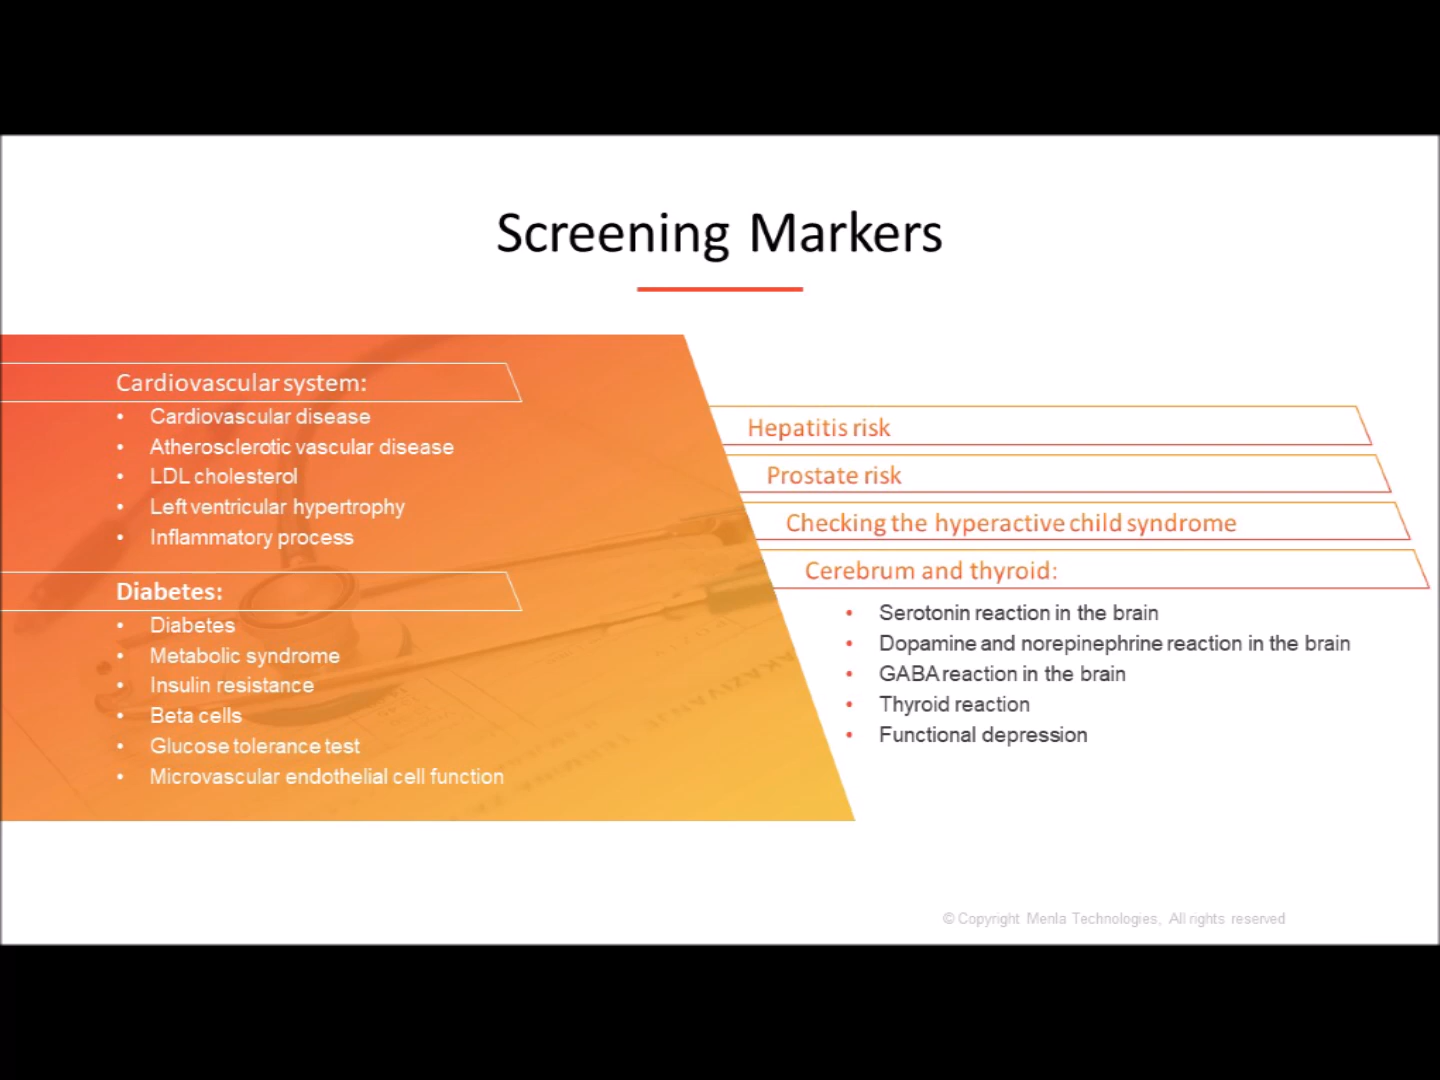 Screening Markers
Cardiovascular system:
• Cardiovascular disease
• Atherosclerotic vascular disease
• LDL cholesterol
• Left ventricular hypertrophy
• Inflammatory process
Diabetes:
• Diabetes
• Metabolic syndrome
• Insulin resistance
• Beta cells
• Glucose tolerance test
• Microvascular endothelial cell function
Hepatitis risk
Prostate risk
Checking the hyperactive child syndrome
Cerebrum and thyroid:
• Serotonin reaction in the brain
• Dopamine and norepinephrine reaction in the brain
• GABA reaction in the brain
• Thyroid reaction
• Functional depression
© Copyright Menla Technologies, All rights reserved